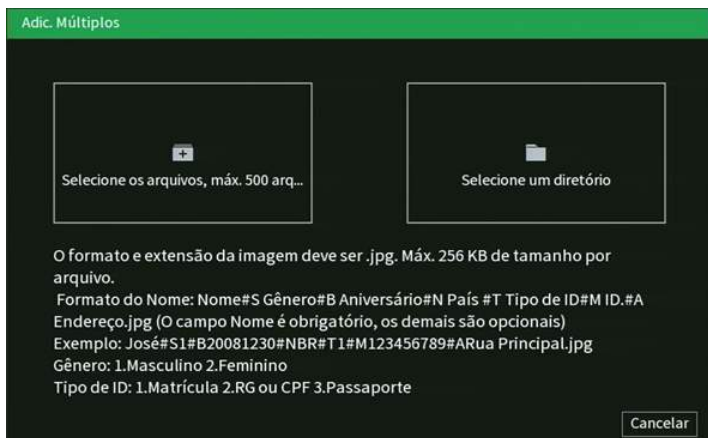 Adic. Múltiplos
Selecione os arquivos, máx. 500 arq...
Selecione um diretório
O formato e extensão da imagem deve ser .jpg. Máx. 256 KB de tamanho por
arquivo.
Formato do Nome: Nome#S Gênero#B Aniversário#N País #T Tipo de ID#M ID.#A
Endereço.jpg (O campo Nome é obrigatório, os demais são opcionais)
Exemplo: José#S1#B20081230#NBR#T1#M123456789#ARua Principal.jpg
Gênero: 1.Masculino 2.Feminino
Tipo de ID: 1.Matrícula 2.RG ou CPF 3.Passaporte
Cancelar